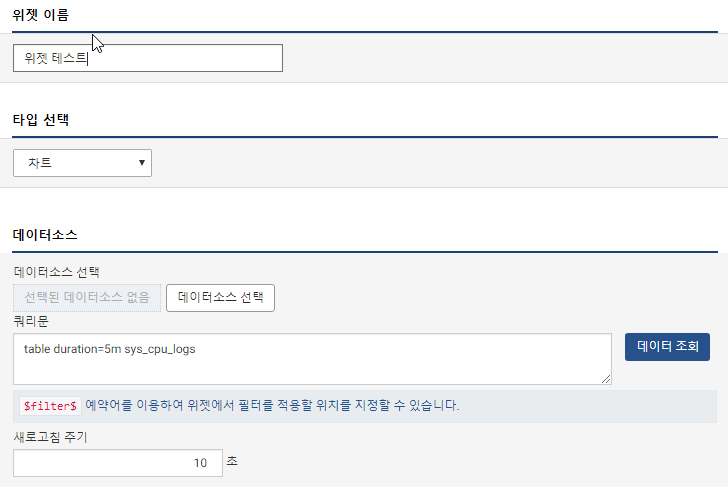 위젯 이름
위젯 테스트
타입 선택
차트
데이터소스
데이터소스 선택
선택된 데이터소스 없음 데이터소스 선택
쿼리문
table duration=5m sys_cpu_logs
데이터 조회
$filter$ 예약어를 이용하여 위젯에서 필터를 적용할 위치를 지정할 수 있습니다.
새로고침 주기
10 초